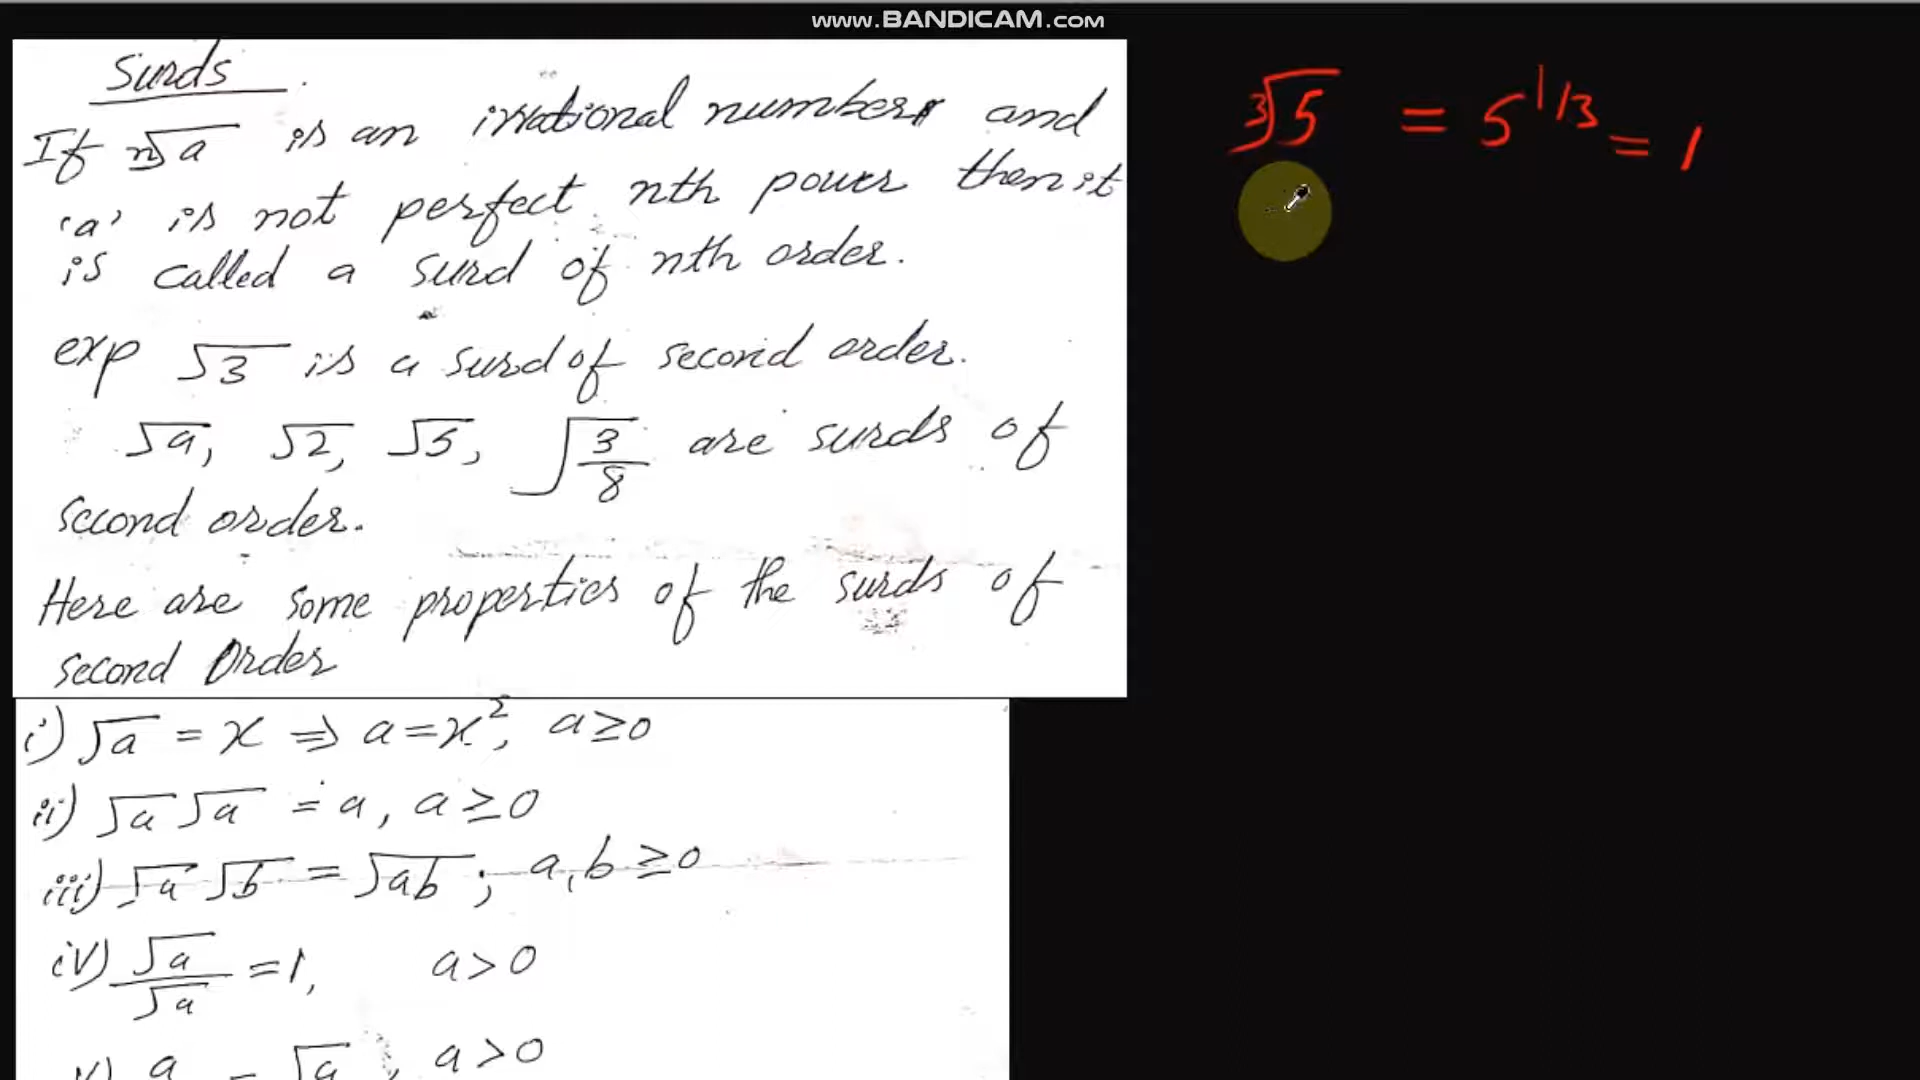 www.BANDICAM.com
Surds
If ⁿ√a is an irrational number and
'a' is not perfect nth power then it
is called a surd of nth order.
exp √3 is a surd of second order.
√a, √2, √5, √(3/8) are surds of
second order.
Here are some properties of the surds of
second Order
i) √a = x ⇒ a = x², a ≥ 0
ii) √a √a = a, a ≥ 0
iii) √a √b = √ab ; a, b ≥ 0
iv) √a/√a = 1, a > 0
v) a = √a, a > 0
³√5 = 5^1/3 = 1